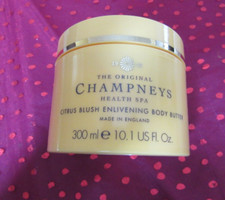 THE ORIGINAL
CHAMPNEYS
HEALTH SPA
CITRUS BLUSH ENLIVENING BODY BUTTER
MADE IN ENGLAND
300 ml e 10.1 US Fl. Oz.